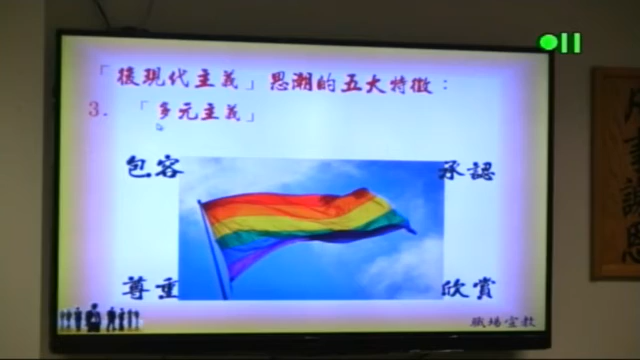 「後現代主義」思潮的五大特徵：
3. 「多元主義」
包容 承認
尊重 欣賞
職場宣教